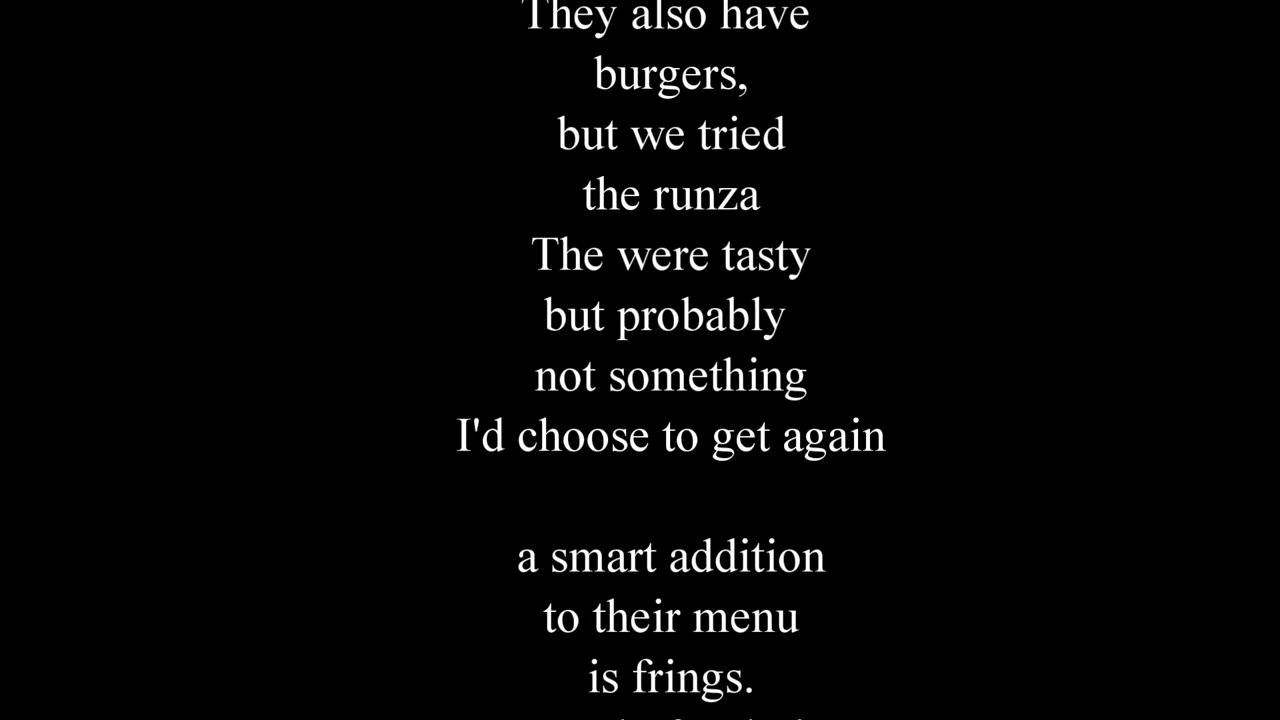 They also have
burgers,
but we tried
the runza
The were tasty
but probably
not something
I'd choose to get again
a smart addition
to their menu
is frings.